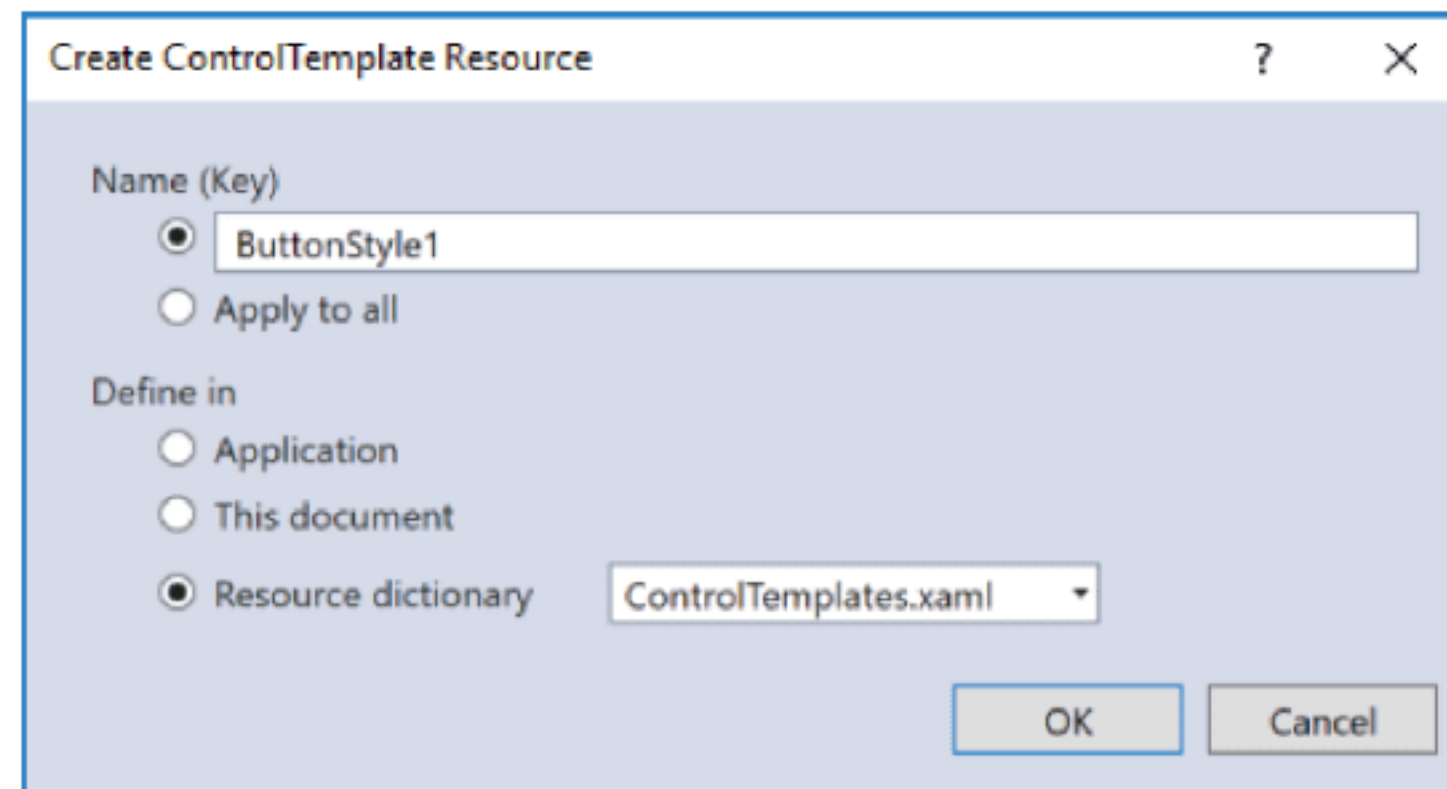 Create ControlTemplate Resource ?
Name (Key)
ButtonStyle1
Apply to all
Define in
Application
This document
Resource dictionary ControlTemplates.xaml
OK Cancel